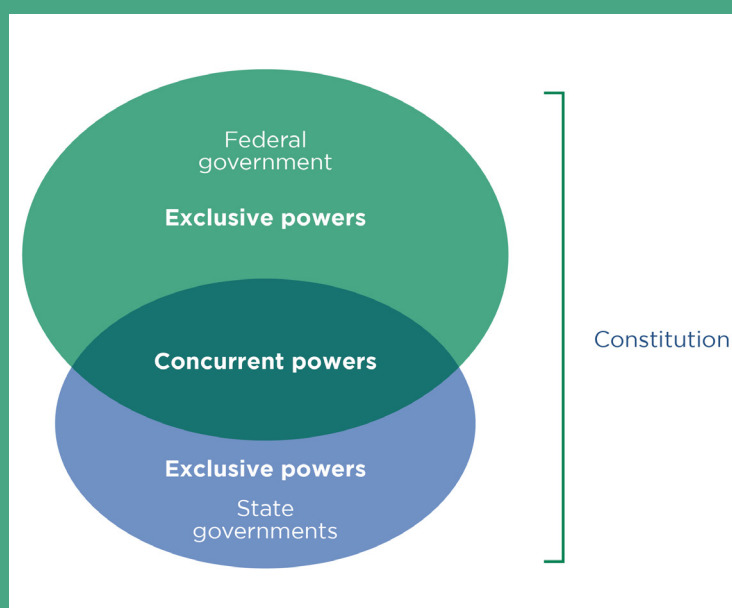 Federal
government
Exclusive powers
Concurrent powers
Constitution
Exclusive powers
State
governments